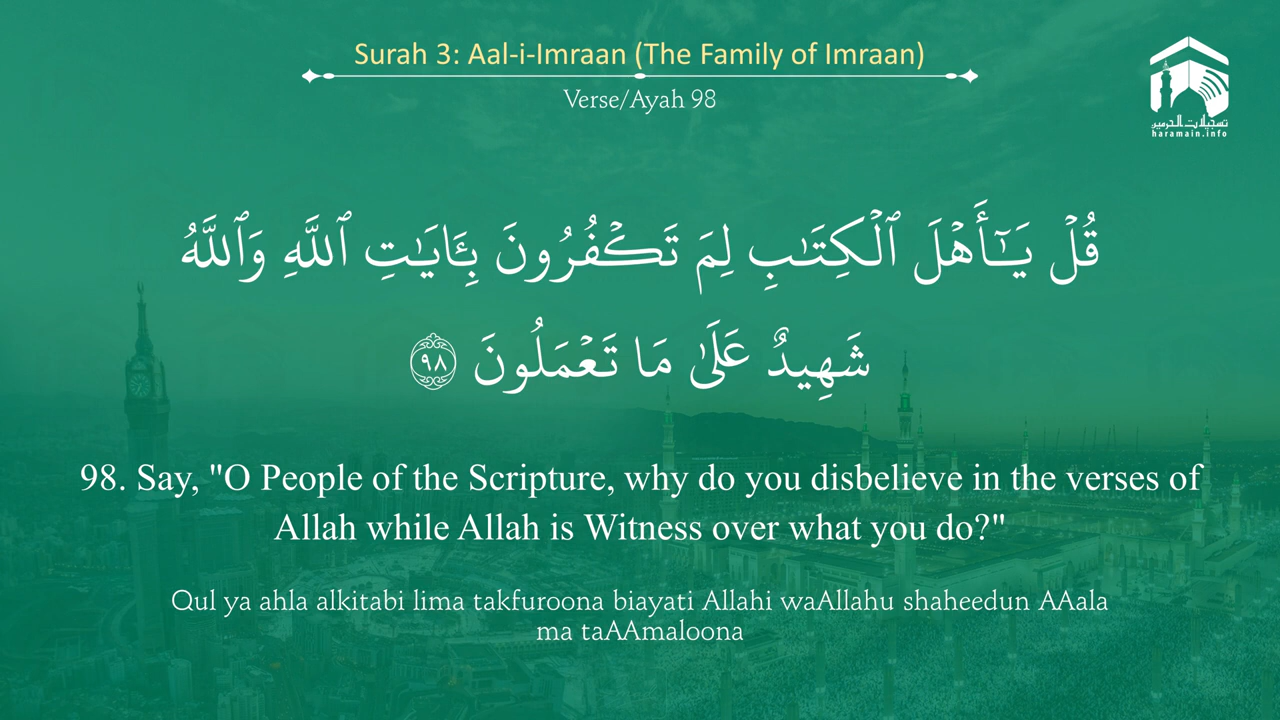 Surah 3: Aal-i-Imraan (The Family of Imraan)
Verse/Ayah 98
تسجيلات الحرمين
haramain.info
قُلۡ يَـٰٓأَهۡلَ ٱلۡكِتَـٰبِ لِمَ تَكۡفُرُونَ بِـَٔايَـٰتِ ٱللَّهِ وَٱللَّهُ
شَهِيدٌ عَلَىٰ مَا تَعۡمَلُونَ ٩٨
98. Say, "O People of the Scripture, why do you disbelieve in the verses of
Allah while Allah is Witness over what you do?"
Qul ya ahla alkitabi lima takfuroona biayati Allahi waAllahu shaheedun AAala
ma taAAmaloona